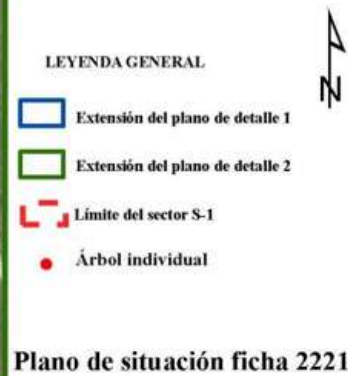 N
LEYENDA GENERAL
Extensión del plano de detalle 1
Extensión del plano de detalle 2
Límite del sector S-1
Árbol individual
Plano de situación ficha 2221